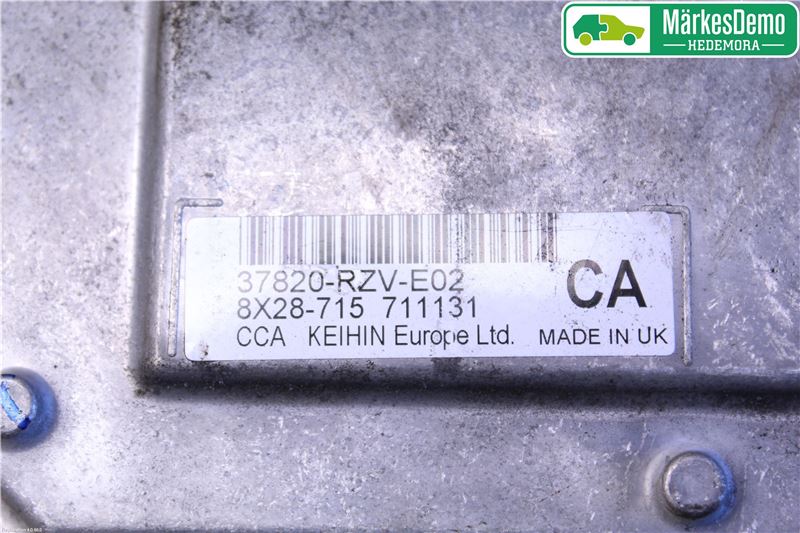 MärkesDemo
HEDEMORA
37820-RZV-E02
8X28-715 711131
CA
CCA KEIHIN Europe Ltd. MADE IN UK